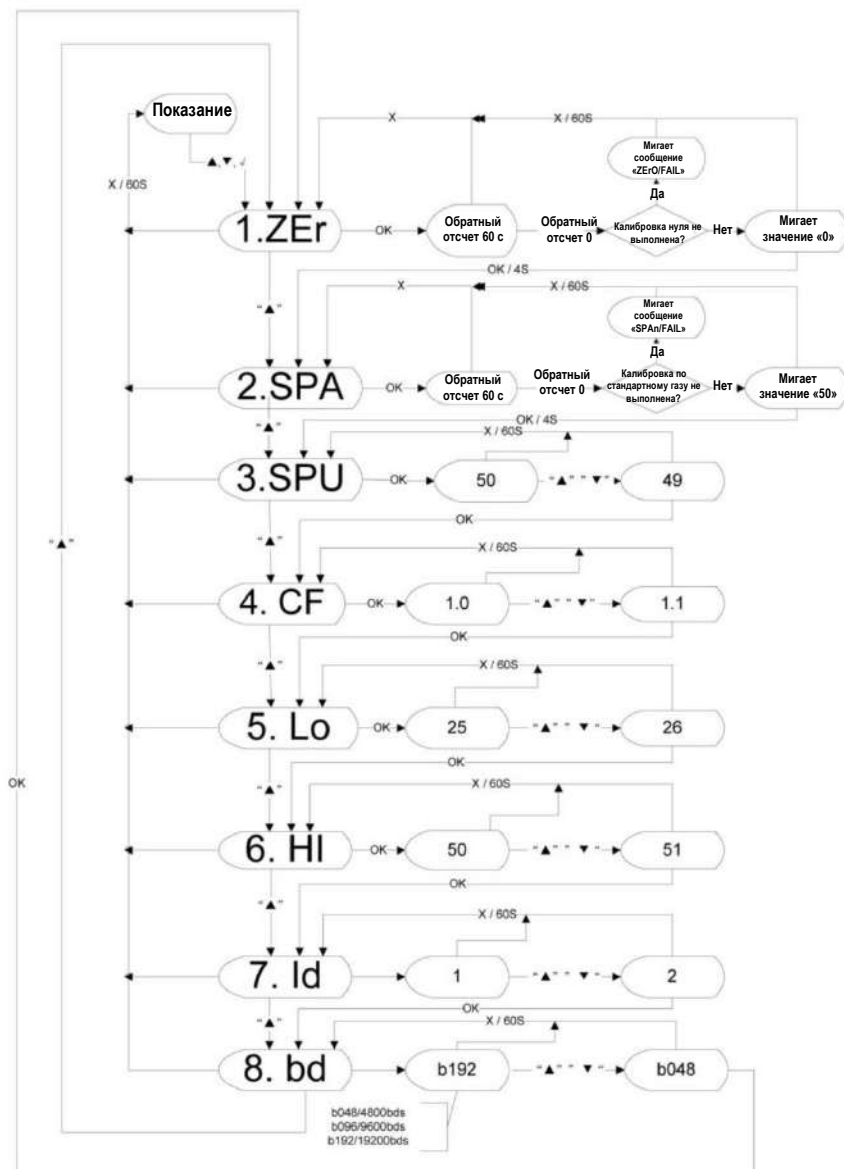 Показание
▲,▼, ↲
X / 60S
X
X / 60S
Мигает
сообщение
«ZErO/FAIL»
Да
1.ZEr
OK
Обратный
отсчет 60 с
Обратный
отсчет 0
Калибровка нуля не
выполнена?
Нет
Мигает
значение «0»
OK / 4S
"▲"
X
X / 60S
Мигает
сообщение
«SPAn/FAIL»
Да
2.SPA
OK
Обратный
отсчет 60 с
Обратный
отсчет 0
Калибровка по
стандартному газу не
выполнена?
Нет
Мигает
значение «50»
OK / 4S
"▲"
X / 60S
3.SPU
OK
50
"▲" "▼"
49
OK
"▲"
"▲"
X / 60S
4. CF
OK
1.0
"▲" "▼"
1.1
OK
"▲"
X / 60S
5. Lo
OK
25
"▲" "▼"
26
OK
OK
"▲"
X / 60S
6. HI
OK
50
"▲" "▼"
51
OK
"▲"
X / 60S
7. Id
1
"▲" "▼"
2
OK
"▲"
X / 60S
8. bd
b192
"▲" "▼"
b048
b048/4800bds
b096/9600bds
b192/19200bds